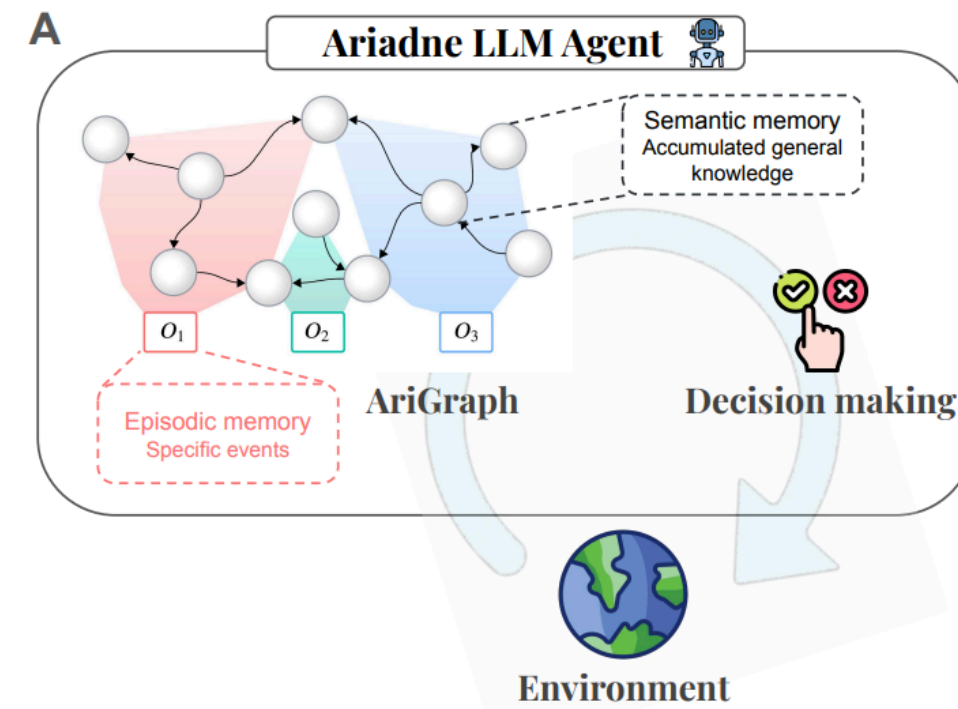 A
Ariadne LLM Agent
Semantic memory
Accumulated general
knowledge
O₁
O₂
O₃
AriGraph
Decision making
Episodic memory
Specific events
Environment